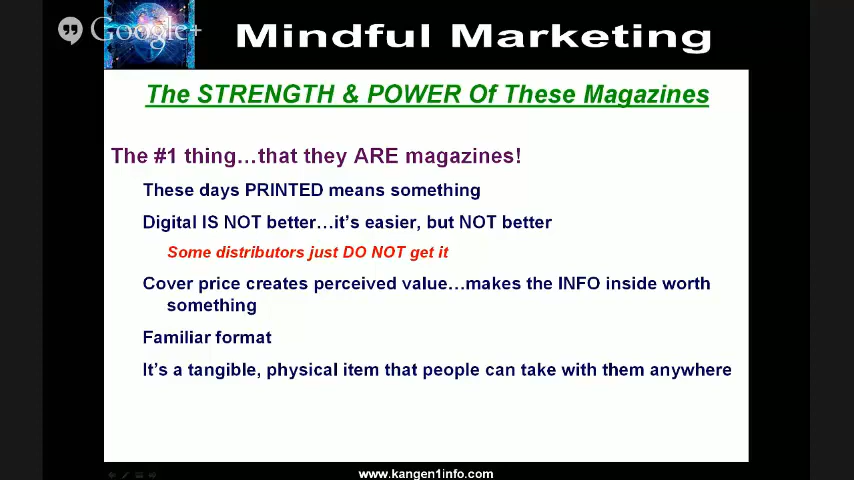 Google+
Mindful Marketing
The STRENGTH & POWER Of These Magazines
The #1 thing…that they ARE magazines!
These days PRINTED means something
Digital IS NOT better…it's easier, but NOT better
Some distributors just DO NOT get it
Cover price creates perceived value…makes the INFO inside worth
something
Familiar format
It's a tangible, physical item that people can take with them anywhere
www.kangen1info.com